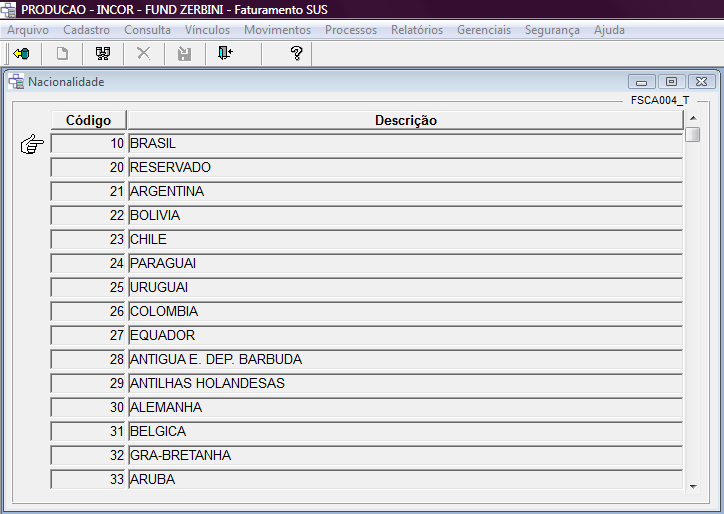 PRODUCAO - INCOR - FUND ZERBINI - Faturamento SUS
Arquivo Cadastro Consulta Vínculos Movimentos Processos Relatórios Gerenciais Segurança Ajuda
Nacionalidade
FSCA004_T
Código Descrição
10 BRASIL
20 RESERVADO
21 ARGENTINA
22 BOLIVIA
23 CHILE
24 PARAGUAI
25 URUGUAI
26 COLOMBIA
27 EQUADOR
28 ANTIGUA E. DEP. BARBUDA
29 ANTILHAS HOLANDESAS
30 ALEMANHA
31 BELGICA
32 GRA-BRETANHA
33 ARUBA